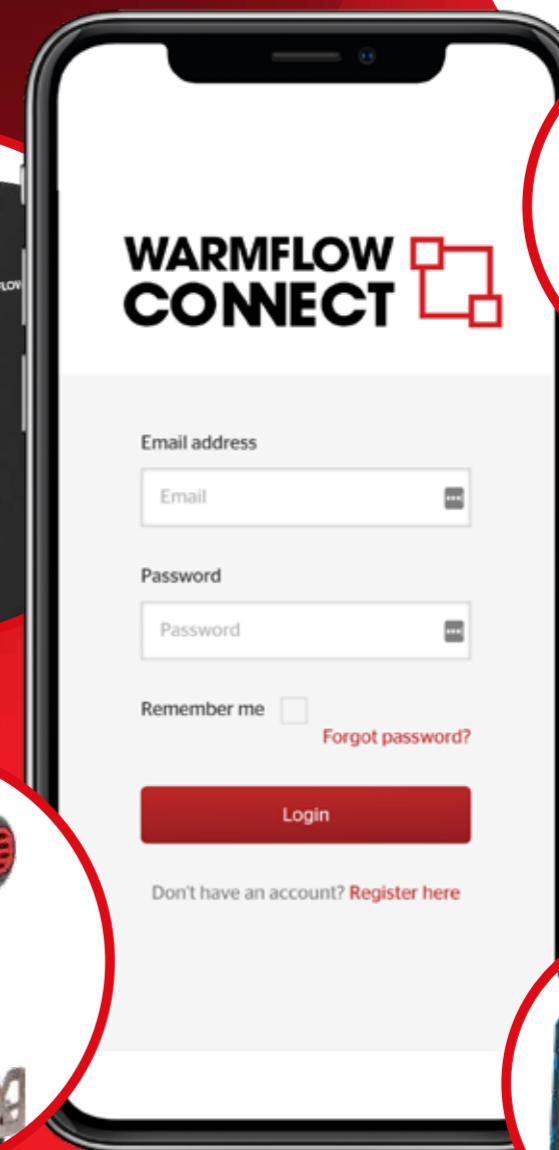 WARMFLOW
CONNECT
Email address
Email
Password
Password
Remember me
Forgot password?
Login
Don't have an account? Register here